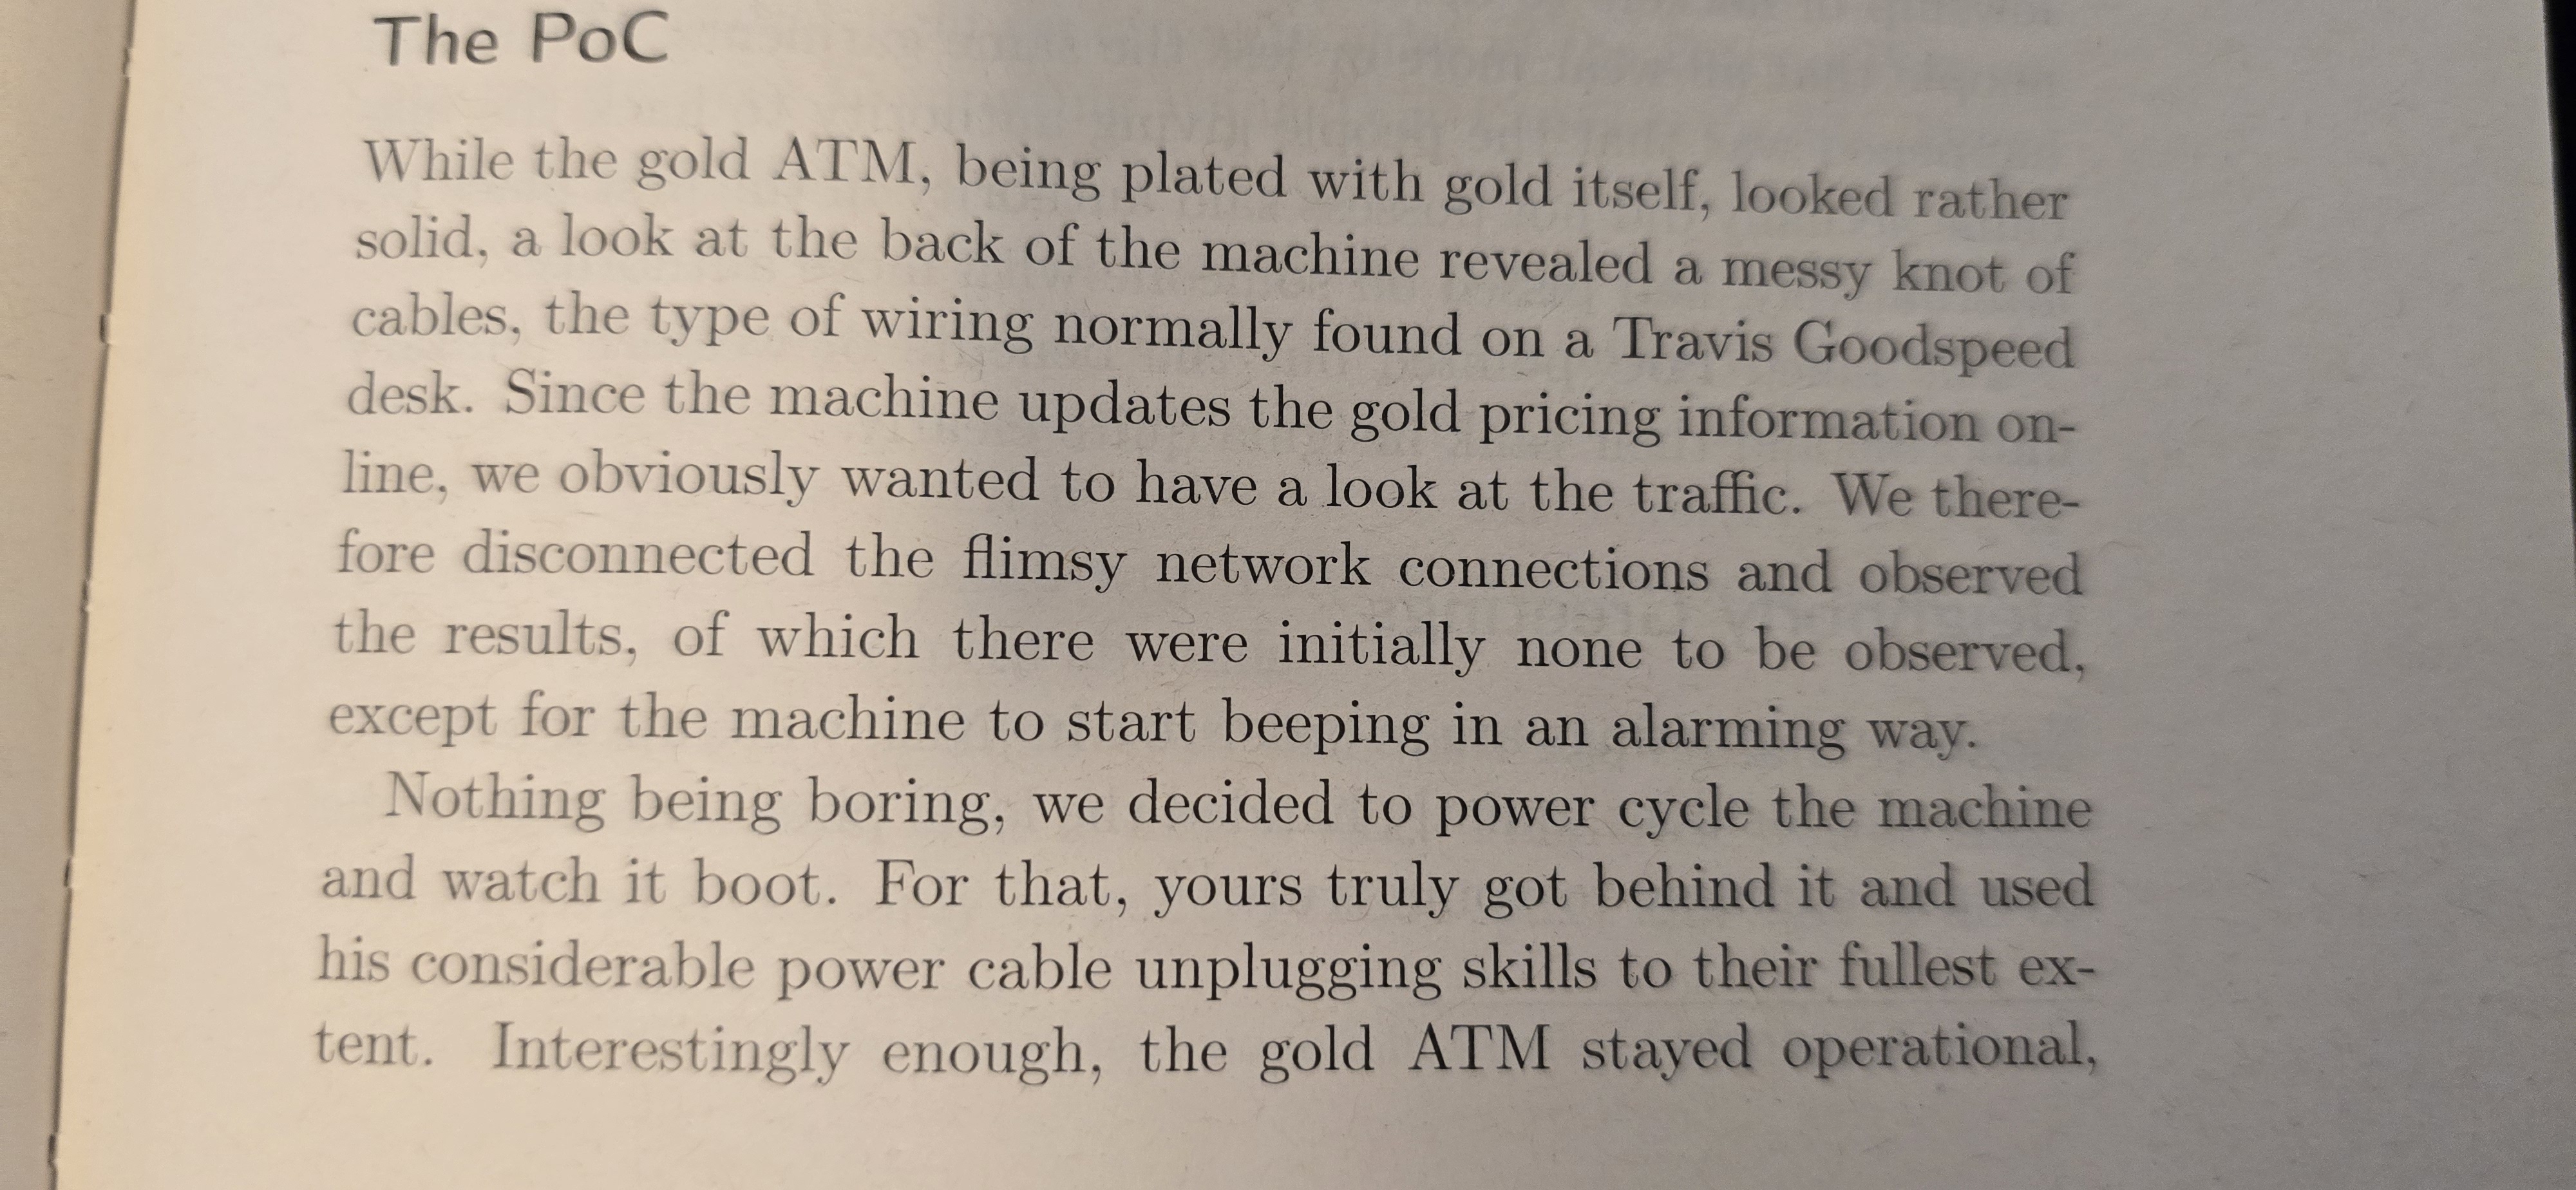 The PoC
While the gold ATM, being plated with gold itself, looked rather
solid, a look at the back of the machine revealed a messy knot of
cables, the type of wiring normally found on a Travis Goodspeed
desk. Since the machine updates the gold pricing information on-
line, we obviously wanted to have a look at the traffic. We there-
fore disconnected the flimsy network connections and observed
the results, of which there were initially none to be observed,
except for the machine to start beeping in an alarming way.
Nothing being boring, we decided to power cycle the machine
and watch it boot. For that, yours truly got behind it and used
his considerable power cable unplugging skills to their fullest ex-
tent. Interestingly enough, the gold ATM stayed operational,